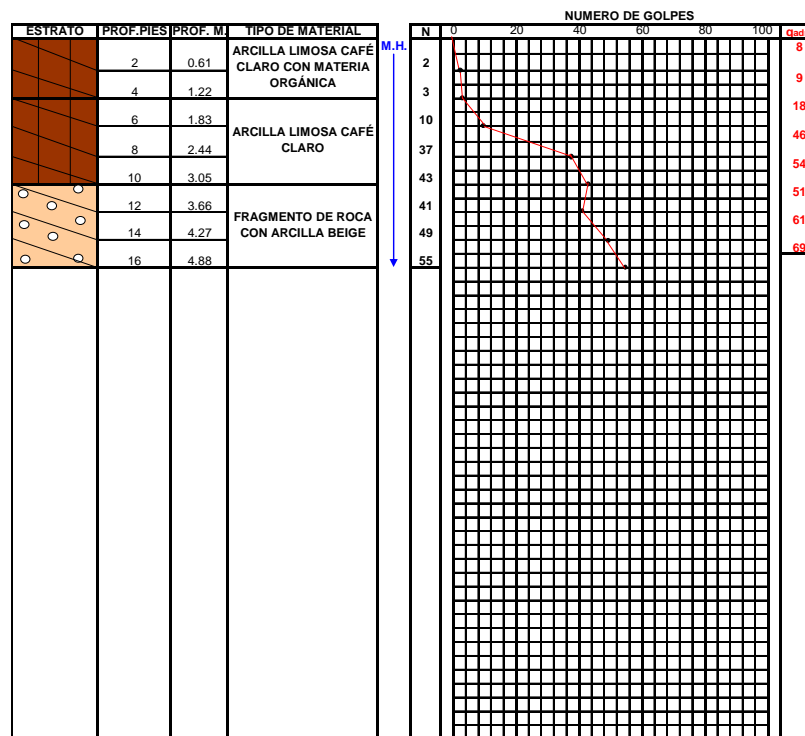 NUMERO DE GOLPES
ESTRATO PROF.PIES PROF. M. TIPO DE MATERIAL N 0 20 40 60 80 100 qad
M.H.
ARCILLA LIMOSA CAFÉ
CLARO CON MATERIA
ORGÁNICA
2 0.61 2 8
4 1.22 3 9
ARCILLA LIMOSA CAFÉ
CLARO
6 1.83 10 18
8 2.44 37 46
10 3.05 43 54
FRAGMENTO DE ROCA
CON ARCILLA BEIGE
12 3.66 41 51
14 4.27 49 61
16 4.88 55 69